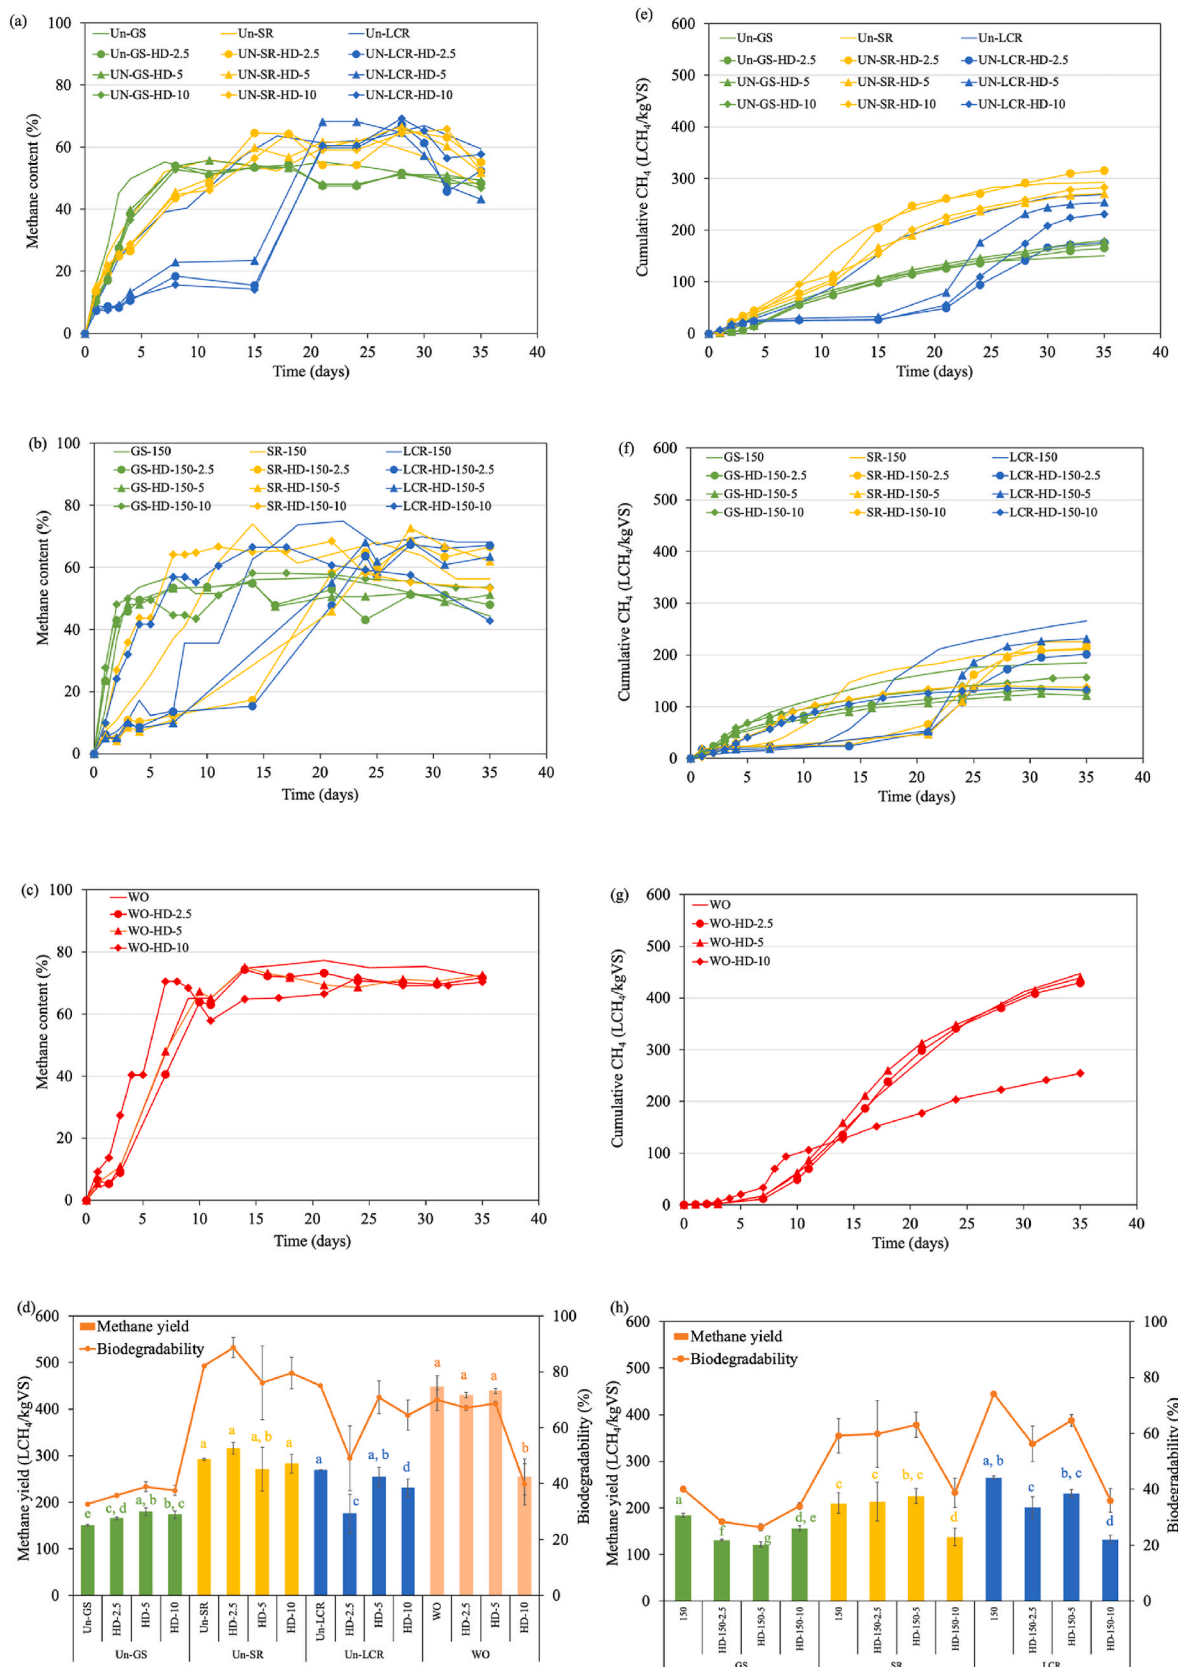 (a)
Methane content (%)
100
80
60
40
20
0
Un-GS Un-SR Un-LCR
Un-GS-HD-2.5 UN-SR-HD-2.5 UN-LCR-HD-2.5
UN-GS-HD-5 UN-SR-HD-5 UN-LCR-HD-5
UN-GS-HD-10 UN-SR-HD-10 UN-LCR-HD-10
0 5 10 15 20 25 30 35 40
Time (days)
(e)
Cumulative CH4 (LCH4/kgVS)
600
500
400
300
200
100
0
Un-GS Un-SR Un-LCR
Un-GS-HD-2.5 UN-SR-HD-2.5 UN-LCR-HD-2.5
UN-GS-HD-5 UN-SR-HD-5 UN-LCR-HD-5
UN-GS-HD-10 UN-SR-HD-10 UN-LCR-HD-10
0 5 10 15 20 25 30 35 40
Time (days)
(b)
Methane content (%)
100
80
60
40
20
0
GS-150 SR-150 LCR-150
GS-HD-150-2.5 SR-HD-150-2.5 LCR-HD-150-2.5
GS-HD-150-5 SR-HD-150-5 LCR-HD-150-5
GS-HD-150-10 SR-HD-150-10 LCR-HD-150-10
0 5 10 15 20 25 30 35 40
Time (days)
(f)
Cumulative CH4 (LCH4/kgVS)
600
500
400
300
200
100
0
GS-150 SR-150 LCR-150
GS-HD-150-2.5 SR-HD-150-2.5 LCR-HD-150-2.5
GS-HD-150-5 SR-HD-150-5 LCR-HD-150-5
GS-HD-150-10 SR-HD-150-10 LCR-HD-150-10
0 5 10 15 20 25 30 35 40
Time (days)
(c)
Methane content (%)
100
80
60
40
20
0
WO
WO-HD-2.5
WO-HD-5
WO-HD-10
0 5 10 15 20 25 30 35 40
Time (days)
(g)
Cumulative CH4 (LCH4/kgVS)
600
500
400
300
200
100
0
WO
WO-HD-2.5
WO-HD-5
WO-HD-10
0 5 10 15 20 25 30 35 40
Time (days)
(d)
Methane yield (LCH4/kgVS)
600
500
400
300
200
100
0
Methane yield
Biodegradability
e c, d a, b b, c a a a, b a a c a, b d a a a b
100
80
60
40
20
0
Biodegradability (%)
Un-GS HD-2.5 HD-5 HD-10 Un-SR HD-2.5 HD-5 HD-10 Un-LCR HD-2.5 HD-5 HD-10 WO HD-2.5 HD-5 HD-10
Un-GS Un-SR Un-LCR WO
(h)
Methane yield (LCH4/kgVS)
600
500
400
300
200
100
0
Methane yield
Biodegradability
a f g d, e c c b, c d a, b c b, c d
100
80
60
40
20
0
Biodegradability (%)
150 HD-150-2.5 HD-150-5 HD-150-10 150 HD-150-2.5 HD-150-5 HD-150-10 150 HD-150-2.5 HD-150-5 HD-150-10
GS SR LCR